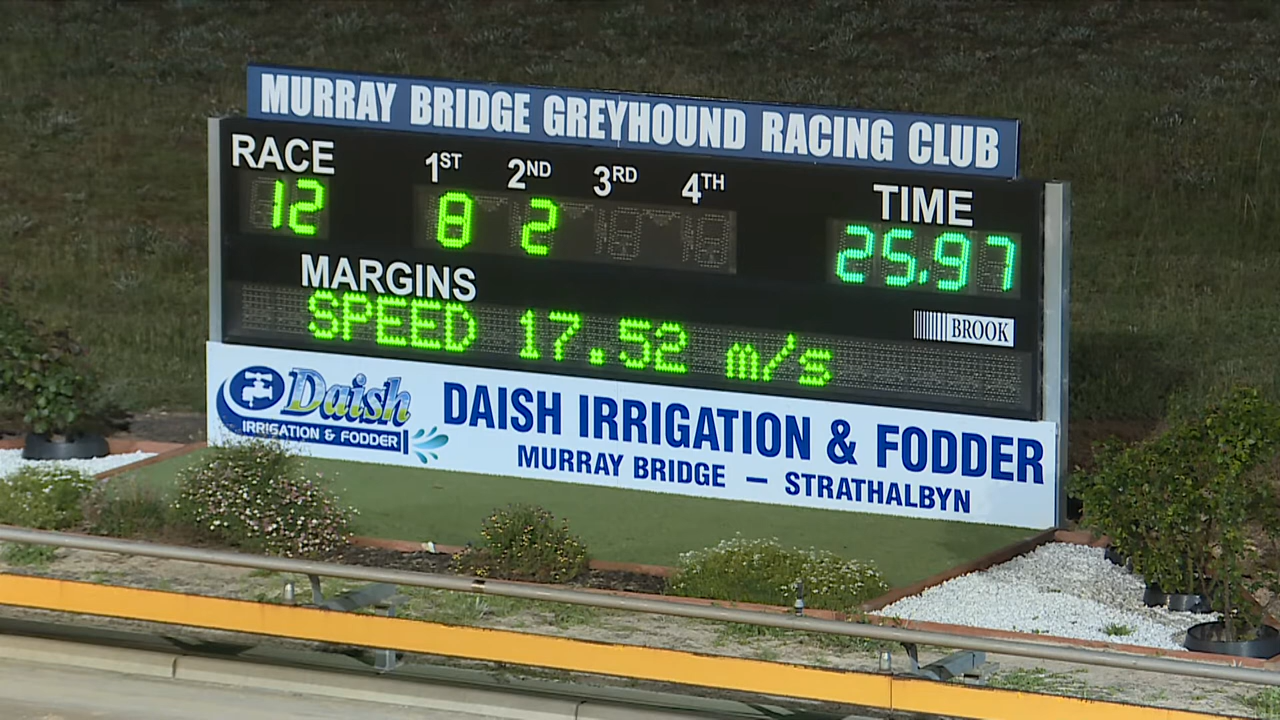 MURRAY BRIDGE GREYHOUND RACING CLUB
RACE 1ST 2ND 3RD 4TH TIME
12 8 2 25.97
MARGINS
SPEED 17.52 m/s
BROOK
Daish
IRRIGATION & FODDER
DAISH IRRIGATION & FODDER
MURRAY BRIDGE – STRATHALBYN